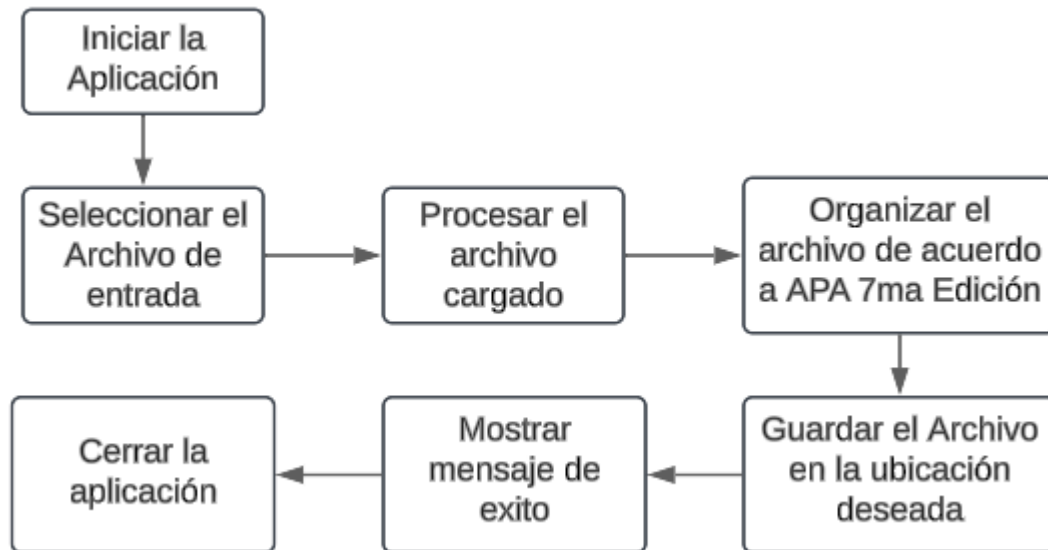 Iniciar la
Aplicación
Seleccionar el
Archivo de
entrada
Procesar el
archivo
cargado
Organizar el
archivo de acuerdo
a APA 7ma Edición
Guardar el Archivo
en la ubicación
deseada
Mostrar
mensaje de
exito
Cerrar la
aplicación